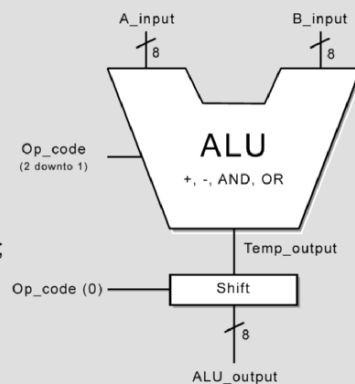 A_input
B_input
8
8
ALU
+, -, AND, OR
Op_code
(2 downto 1)
Temp_output
;
Op_code (0)
Shift
8
ALU_output